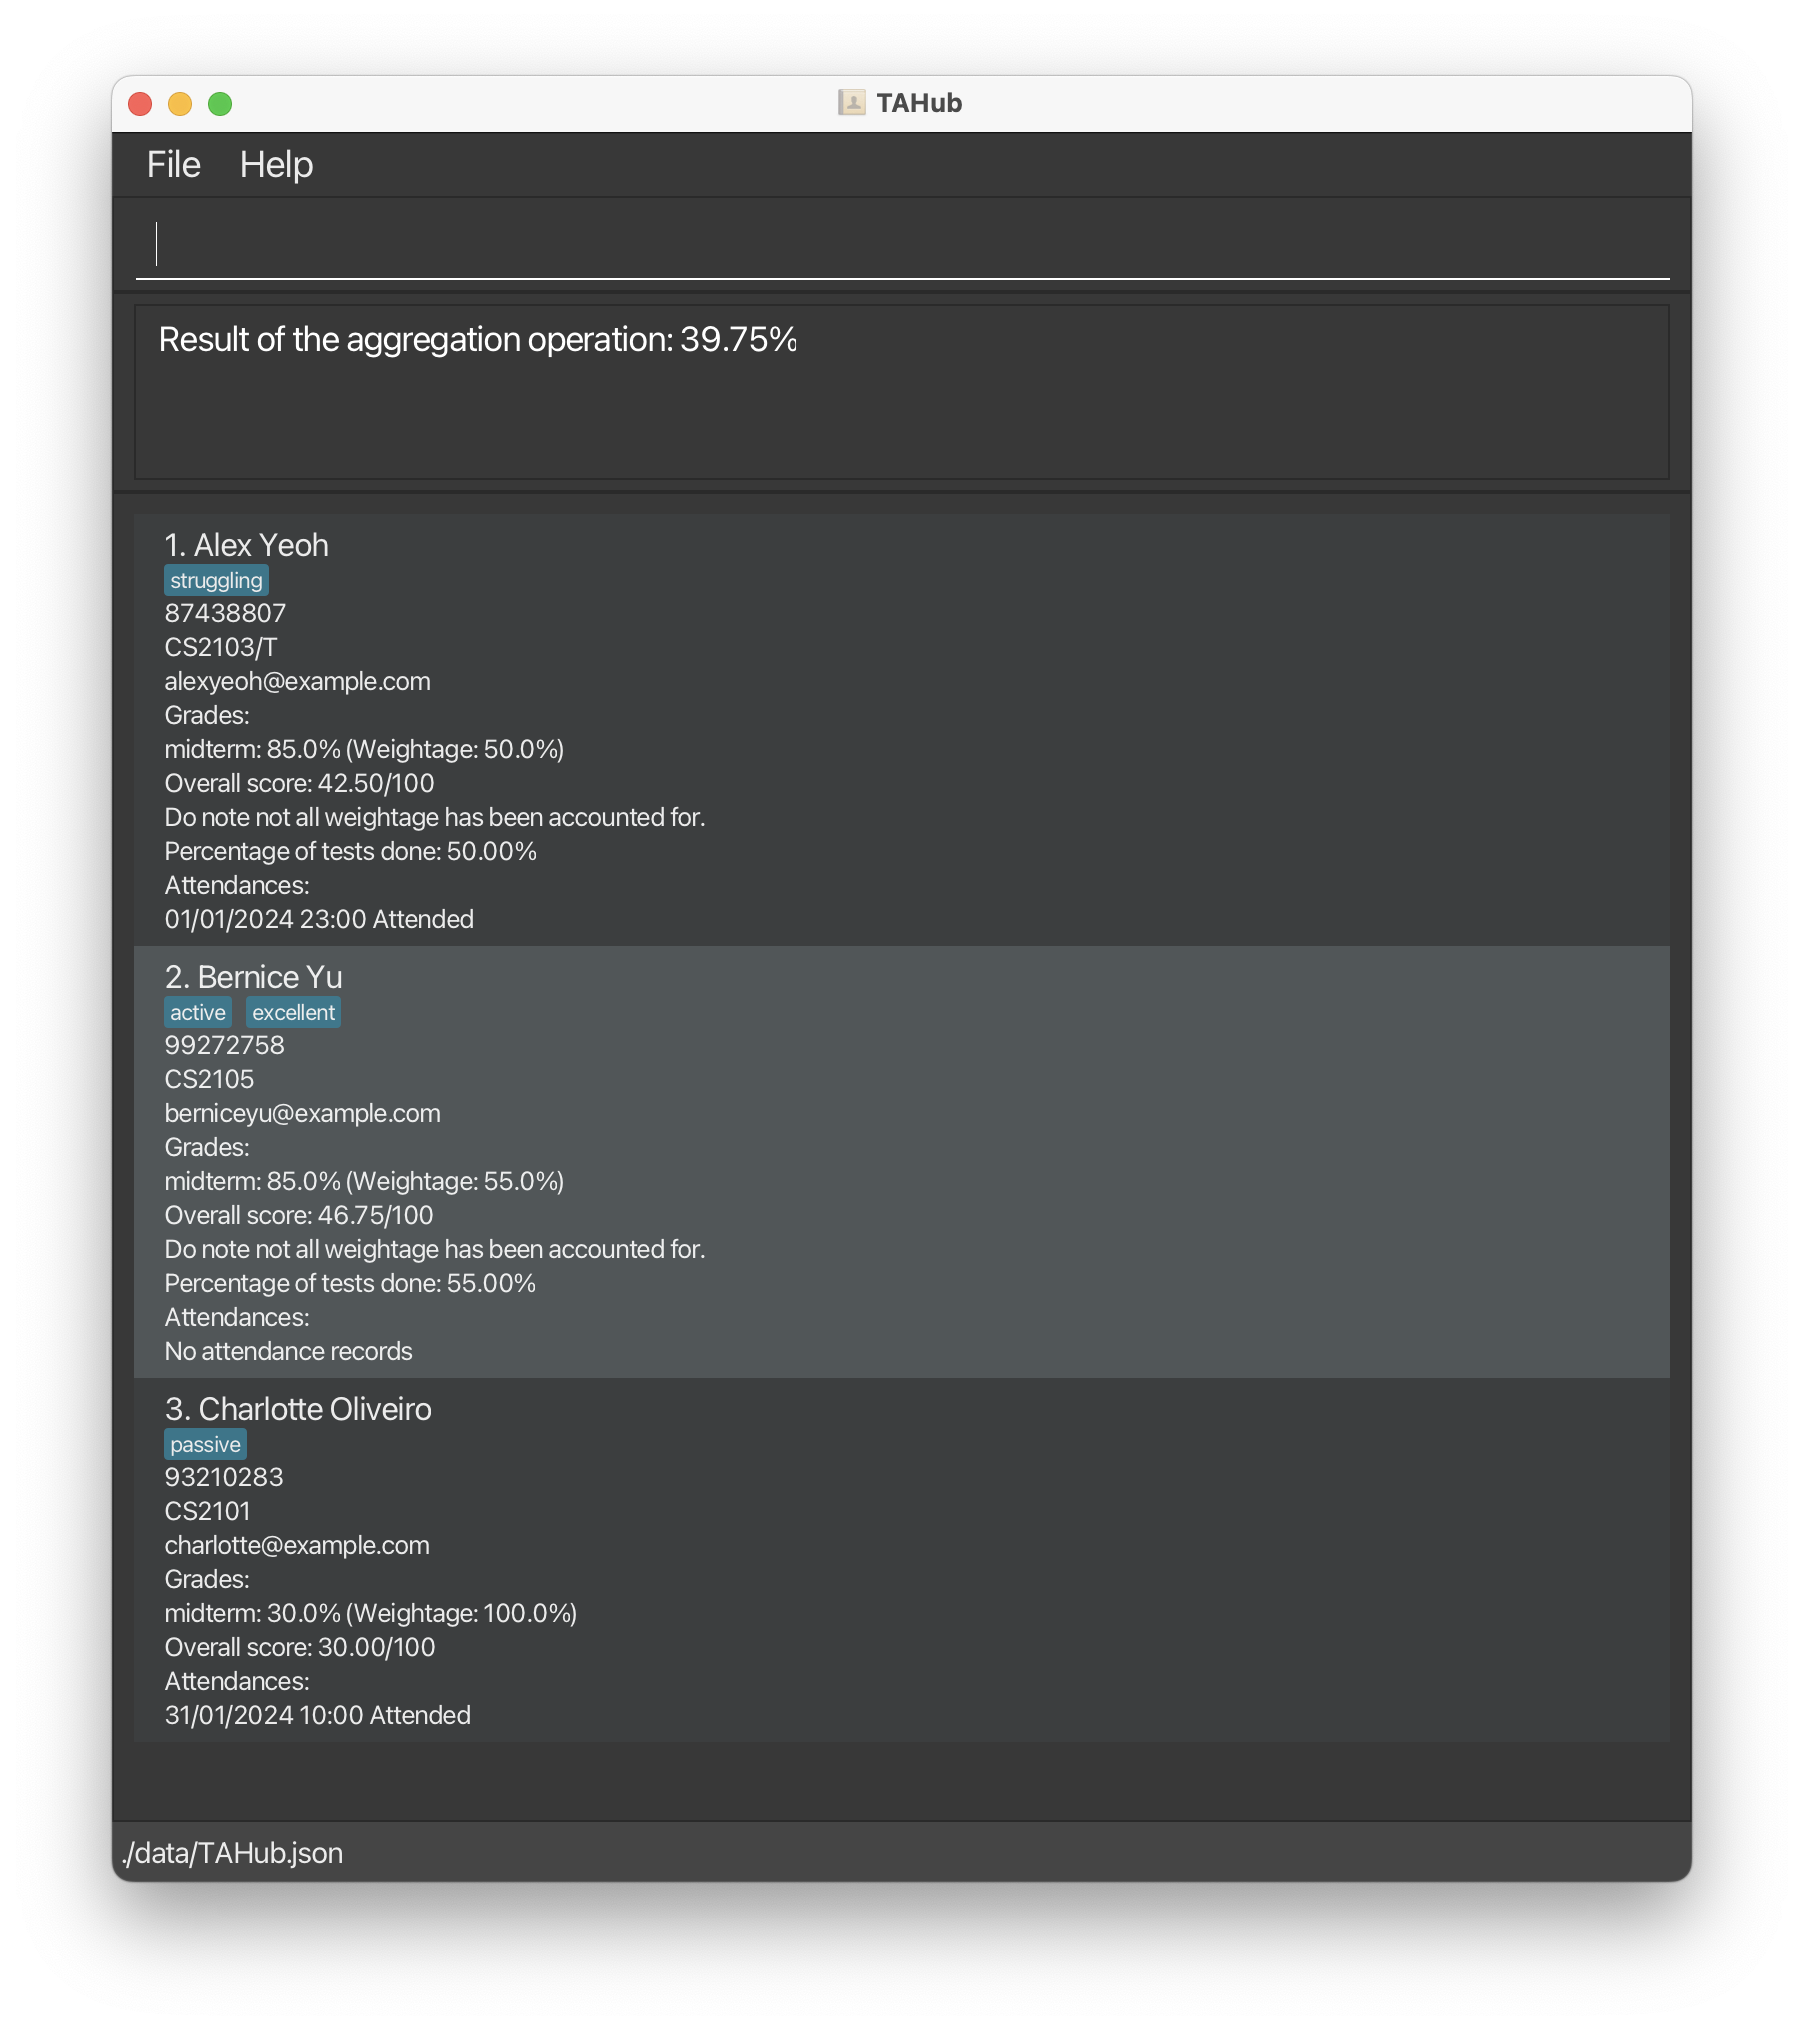 TAHub
File Help
Result of the aggregation operation: 39.75%
1. Alex Yeoh
struggling
87438807
CS2103/T
alexyeoh@example.com
Grades:
midterm: 85.0% (Weightage: 50.0%)
Overall score: 42.50/100
Do note not all weightage has been accounted for.
Percentage of tests done: 50.00%
Attendances:
01/01/2024 23:00 Attended
2. Bernice Yu
active excellent
99272758
CS2105
berniceyu@example.com
Grades:
midterm: 85.0% (Weightage: 55.0%)
Overall score: 46.75/100
Do note not all weightage has been accounted for.
Percentage of tests done: 55.00%
Attendances:
No attendance records
3. Charlotte Oliveiro
passive
93210283
CS2101
charlotte@example.com
Grades:
midterm: 30.0% (Weightage: 100.0%)
Overall score: 30.00/100
Attendances:
31/01/2024 10:00 Attended
./data/TAHub.json